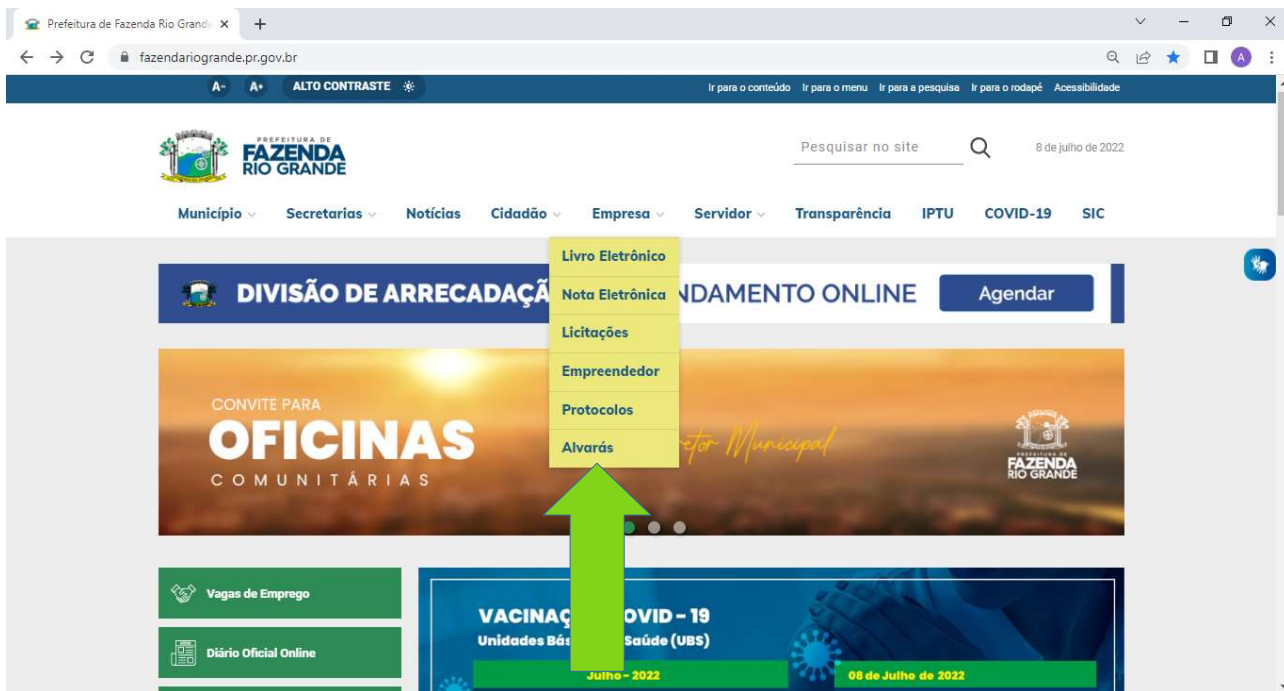 Prefeitura de Fazenda Rio Grand
fazendariogrande.pr.gov.br
A
A- A+ ALTO CONTRASTE
Ir para o conteúdo Ir para o menu Ir para a pesquisa Ir para o rodapé Acessibilidade
PREFEITURA DE
FAZENDA
RIO GRANDE
Pesquisar no site
8 de julho de 2022
Município Secretarias Notícias Cidadão Empresa Servidor Transparência IPTU COVID-19 SIC
Livro Eletrônico
Nota Eletrônica
Licitações
Empreendedor
Protocolos
Alvarás
DIVISÃO DE ARRECADAÇÃ NDAMENTO ONLINE Agendar
CONVITE PARA
OFICINAS
COMUNITÁRIAS
etor Municipal
PREFEITURA DE
FAZENDA
RIO GRANDE
Vagas de Emprego
Diário Oficial Online
VACINAÇ OVID - 19
Unidades Bás Saúde (UBS)
Julho - 2022
08 de Julho de 2022